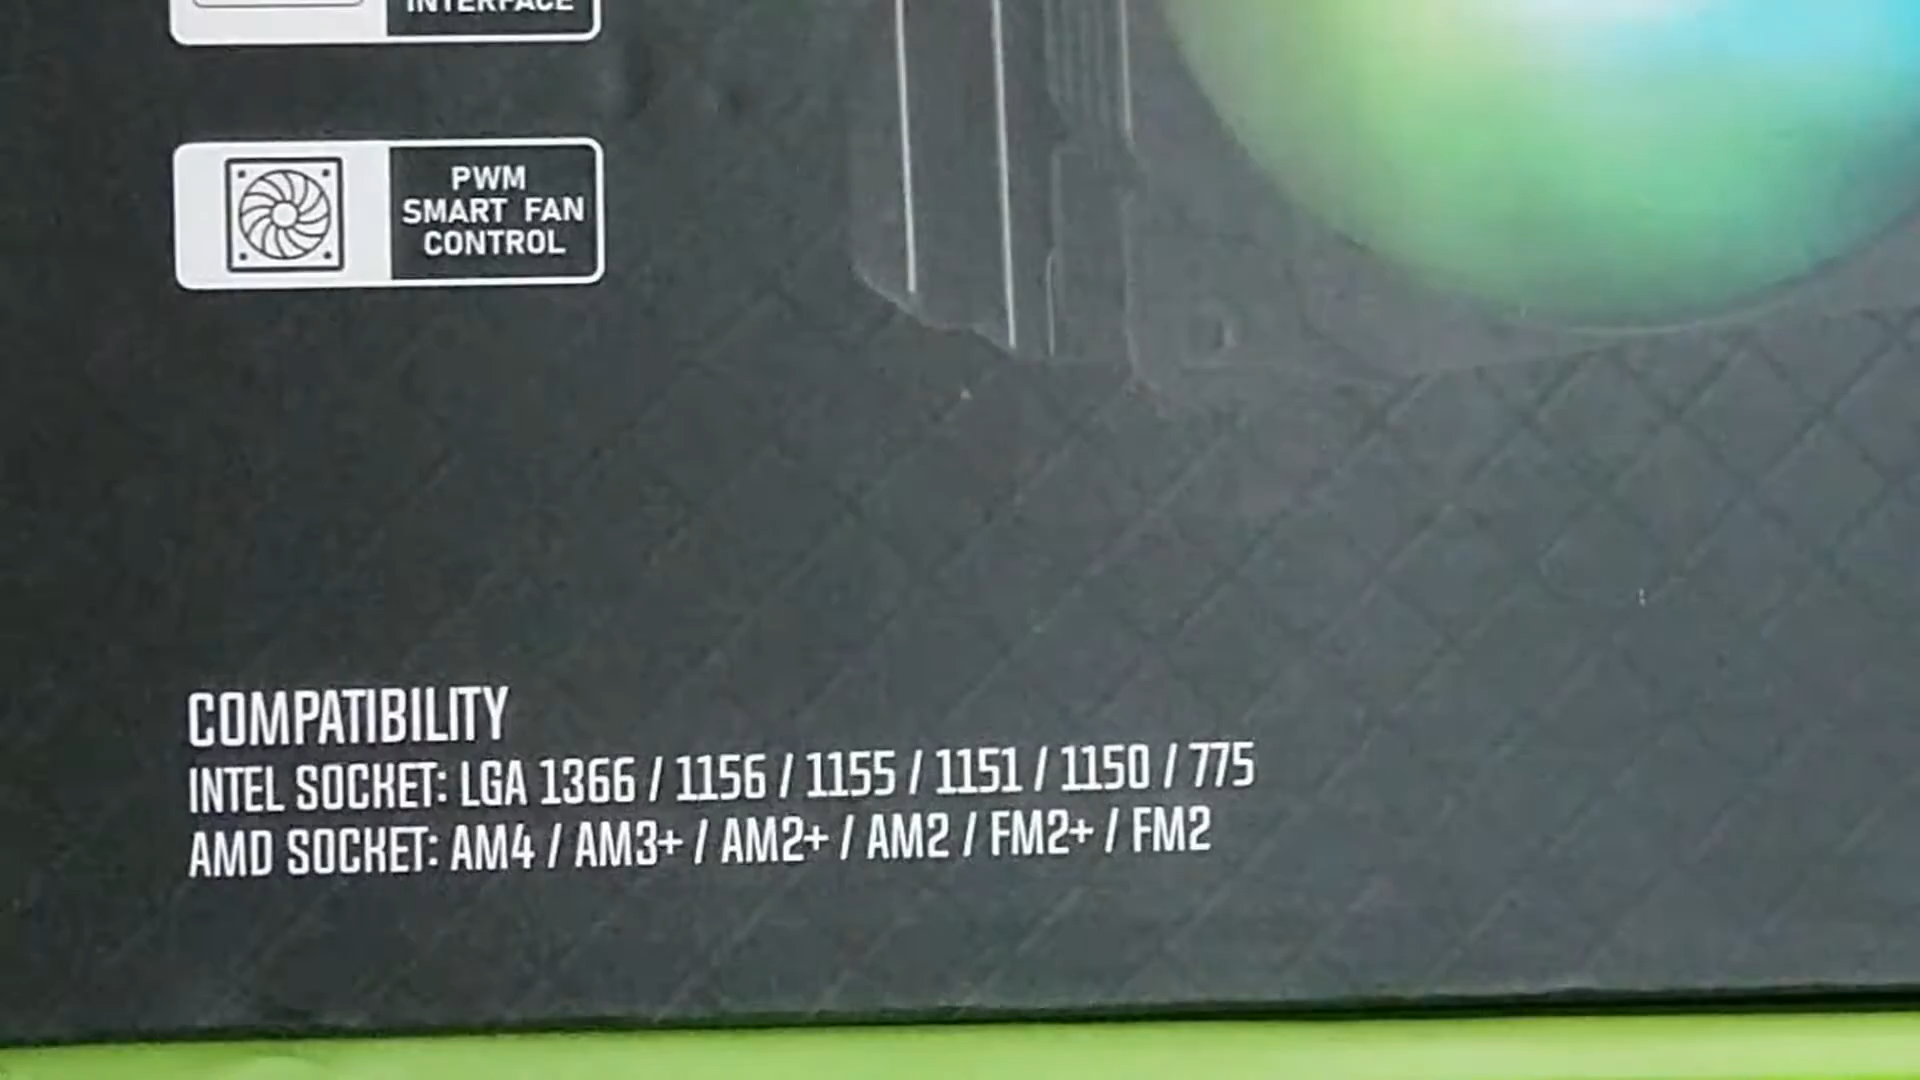 INTERFACE
PWM
SMART FAN
CONTROL
COMPATIBILITY
INTEL SOCKET: LGA 1366 / 1156 / 1155 / 1151 / 1150 / 775
AMD SOCKET: AM4 / AM3+ / AM2+ / AM2 / FM2+ / FM2